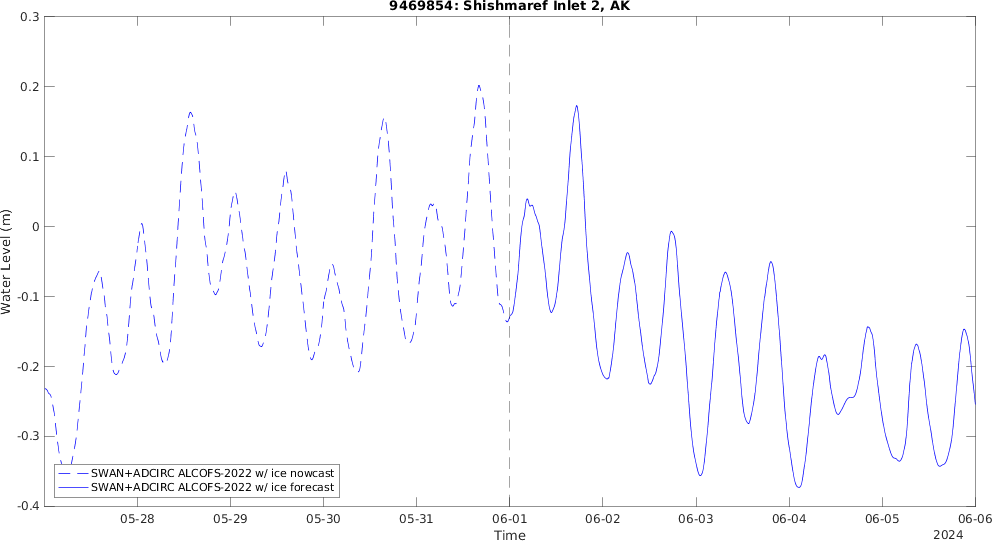 9469854: Shishmaref Inlet 2, AK
Water Level (m)
0.3
0.2
0.1
0
-0.1
-0.2
-0.3
-0.4
SWAN+ADCIRC ALCOFS-2022 w/ ice nowcast
SWAN+ADCIRC ALCOFS-2022 w/ ice forecast
05-28 05-29 05-30 05-31 06-01 06-02 06-03 06-04 06-05 06-06
Time
2024